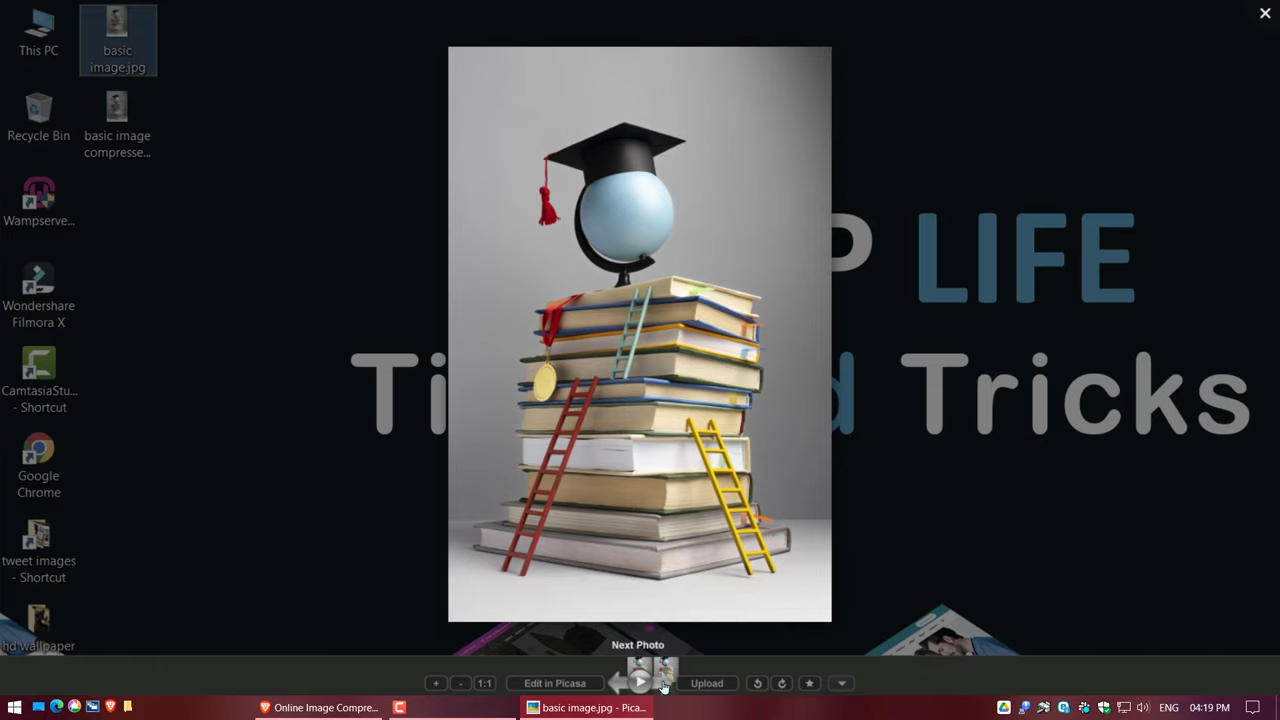 This PC
basic
image.jpg
Recycle Bin
basic image
compresse...
Wampserve...
Wondershare
Filmora X
CamtasiaStu...
- Shortcut
Google
Chrome
tweet images
- Shortcut
hd wallpaper
P LIFE
Ti
d Tricks
Next Photo
+
-
1:1
Edit in Picasa
Upload
Online Image Compre...
basic image.jpg - Pica...
ENG
04:19 PM